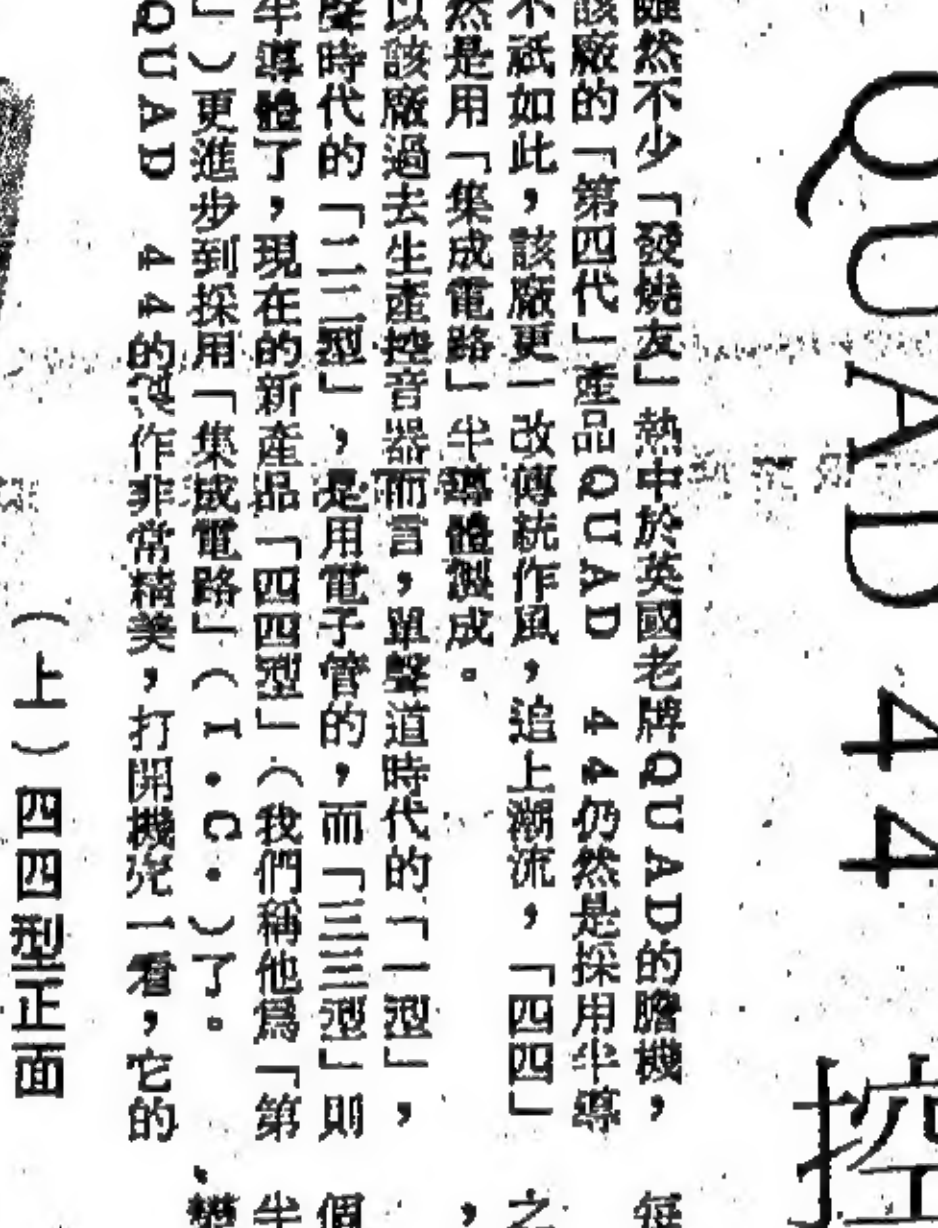 QUAD 44 控
雖然不少「發燒友」熱中於英國老牌QUAD的膽機，
該廠的「第四代」產品QUAD 44仍然是採用半導
不祇如此，該廠更一改傳統作風，追上潮流，「四四」
然是用「集成電路」半導體製成。
以該廠過去生產控音器而言，單聲道時代的「一一型」，
聲時代的「二二型」，是用電子管的，而「三三型」則
半導體了，現在的新產品「四四型」（我們稱他爲「第
」）更進步到採用「集成電路」（I．C．）了。
QUAD 44的製作非常精美，打開機殼一看，它的
（上）四四型正面
之
，
個
半